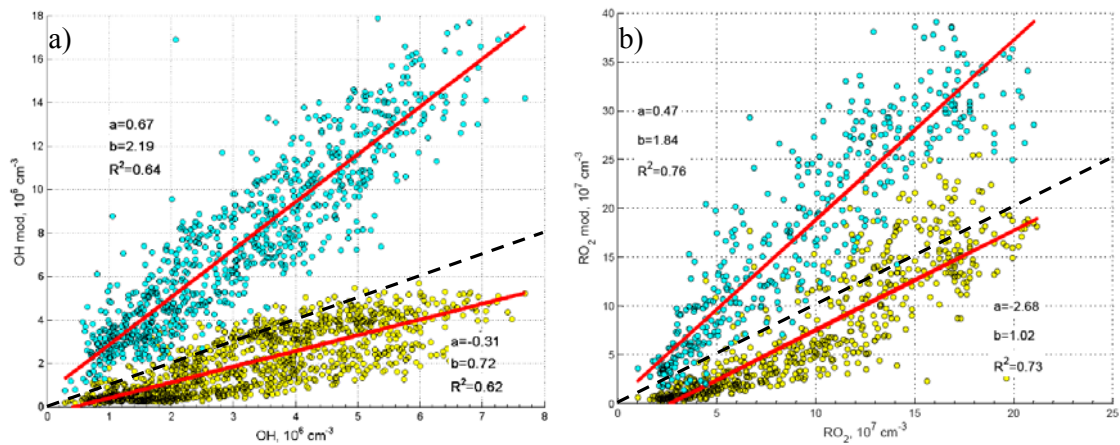 a)
18
16
14
12
10
8
6
4
2
0
OH mod, 10⁶ cm⁻³
a=0.67
b=2.19
R²=0.64
a=-0.31
b=0.72
R²=0.62
0 1 2 3 4 5 6 7 8
OH, 10⁶ cm⁻³
b)
40
35
30
25
20
15
10
5
0
RO₂ mod, 10⁷ cm⁻³
a=0.47
b=1.84
R²=0.76
a=-2.68
b=1.02
R²=0.73
0 5 10 15 20 25
RO₂, 10⁷ cm⁻³